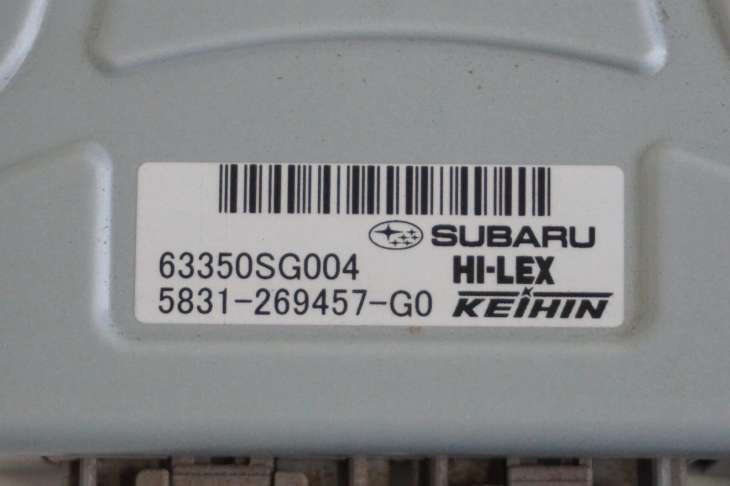 SUBARU
63350SG004 HI-LEX
5831-269457-G0 KEIHIN